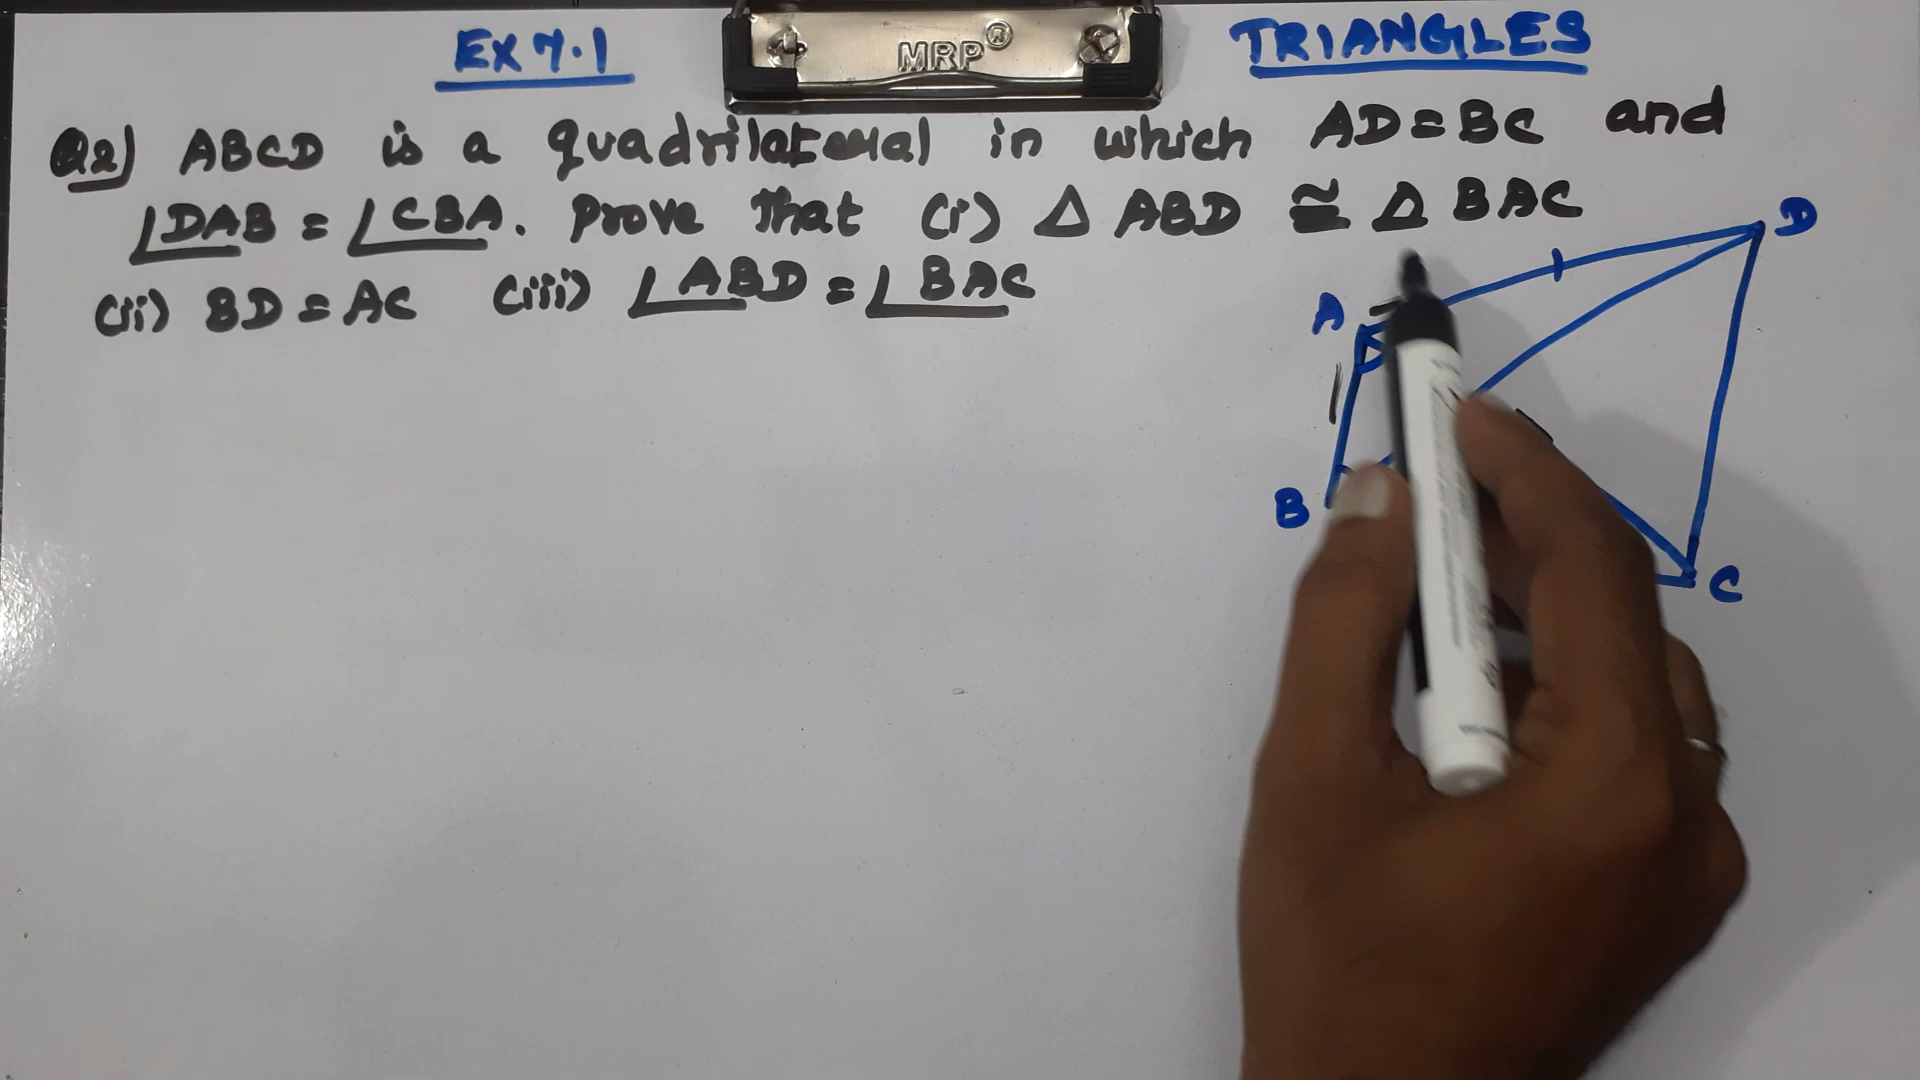 EX 7.1
MRP®
TRIANGLES
Q2) ABCD is a quadrilateral in which AD = BC and
∠DAB = ∠CBA. Prove that (i) Δ ABD ≅ Δ BAC
(ii) BD = AC (iii) ∠ABD = ∠BAC
D
A
B
C